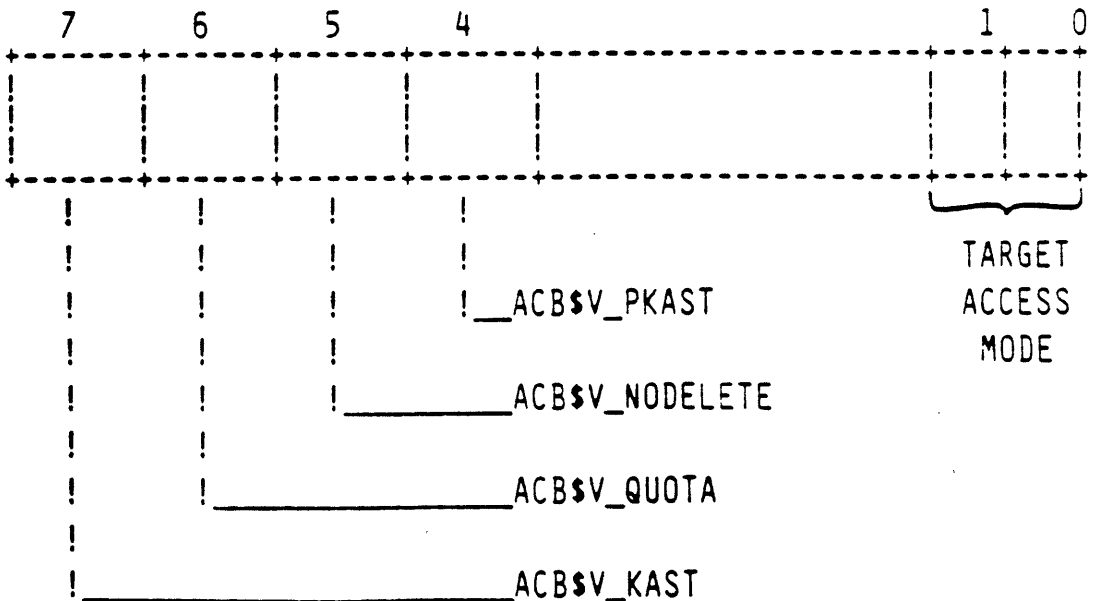 7 6 5 4 1 0
TARGET
ACB$V_PKAST ACCESS
MODE
ACB$V_NODELETE
ACB$V_QUOTA
ACB$V_KAST